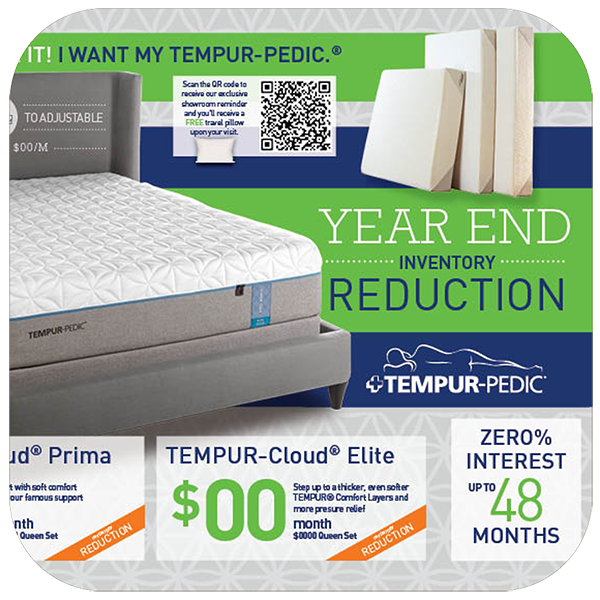 IT! I WANT MY TEMPUR-PEDIC.®
Scan the QR code to
receive our exclusive
showroom reminder
and you'll receive a
FREE travel pillow
upon your visit.
TO ADJUSTABLE
$00/M
YEAR END
INVENTORY
REDUCTION
TEMPUR-PEDIC
TEMPUR-PEDIC
ud® Prima
t with soft comfort
our famous support
nth
Queen Set
REDUCTION
TEMPUR-Cloud® Elite
$00
Step up to a thicker, even softer
TEMPUR® Comfort Layers and
more presure relief
month
$0000 Queen Set
REDUCTION
ZERO%
INTEREST
UP TO
48
MONTHS